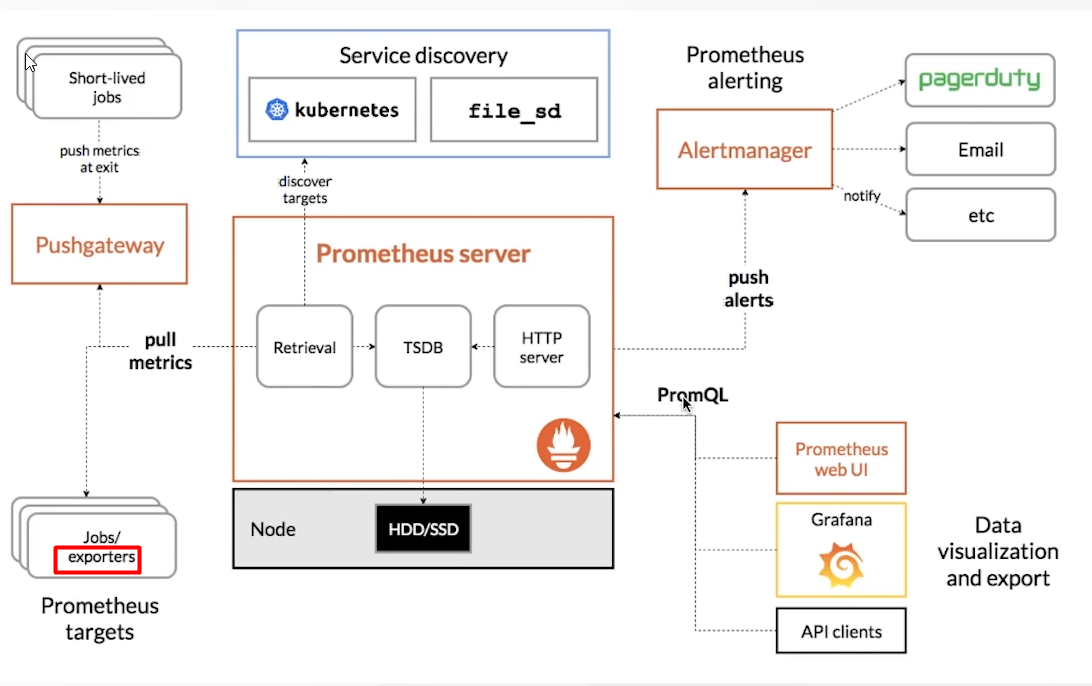 Short-lived
jobs
push metrics
at exit
Pushgateway
pull
metrics
Jobs/
exporters
Prometheus
targets
Service discovery
kubernetes
file_sd
discover
targets
Prometheus server
Retrieval
TSDB
HTTP
server
Node
HDD/SSD
Prometheus
alerting
Alertmanager
pagerduty
Email
etc
notify
push
alerts
PromQL
Prometheus
web UI
Grafana
API clients
Data
visualization
and export